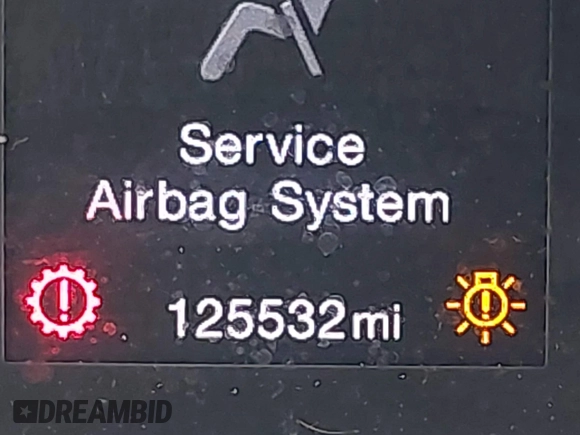 Service
Airbag System
125532mi
DREAMBID